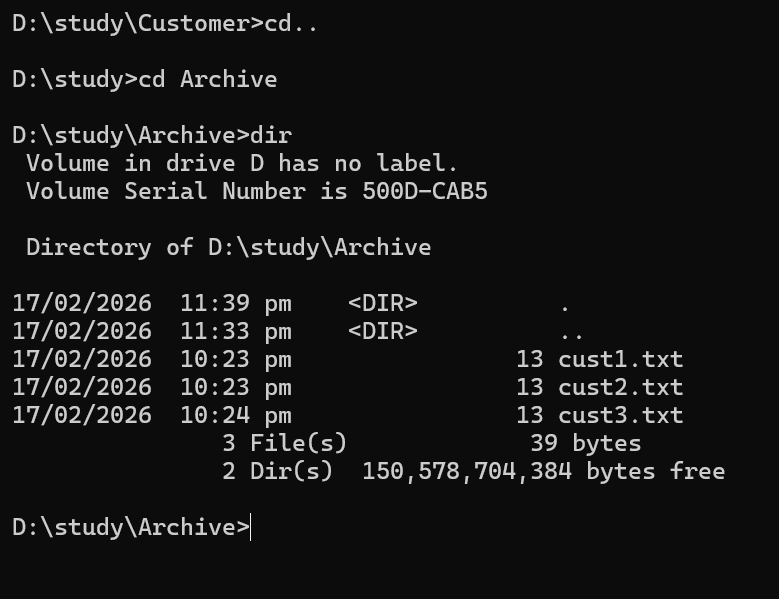 D:\study\Customer>cd..
D:\study>cd Archive
D:\study\Archive>dir
 Volume in drive D has no label.
 Volume Serial Number is 500D-CAB5
 Directory of D:\study\Archive
17/02/2026  11:39 pm    <DIR>          .
17/02/2026  11:33 pm    <DIR>          ..
17/02/2026  10:23 pm                13 cust1.txt
17/02/2026  10:23 pm                13 cust2.txt
17/02/2026  10:24 pm                13 cust3.txt
               3 File(s)             39 bytes
               2 Dir(s)  150,578,704,384 bytes free
D:\study\Archive>